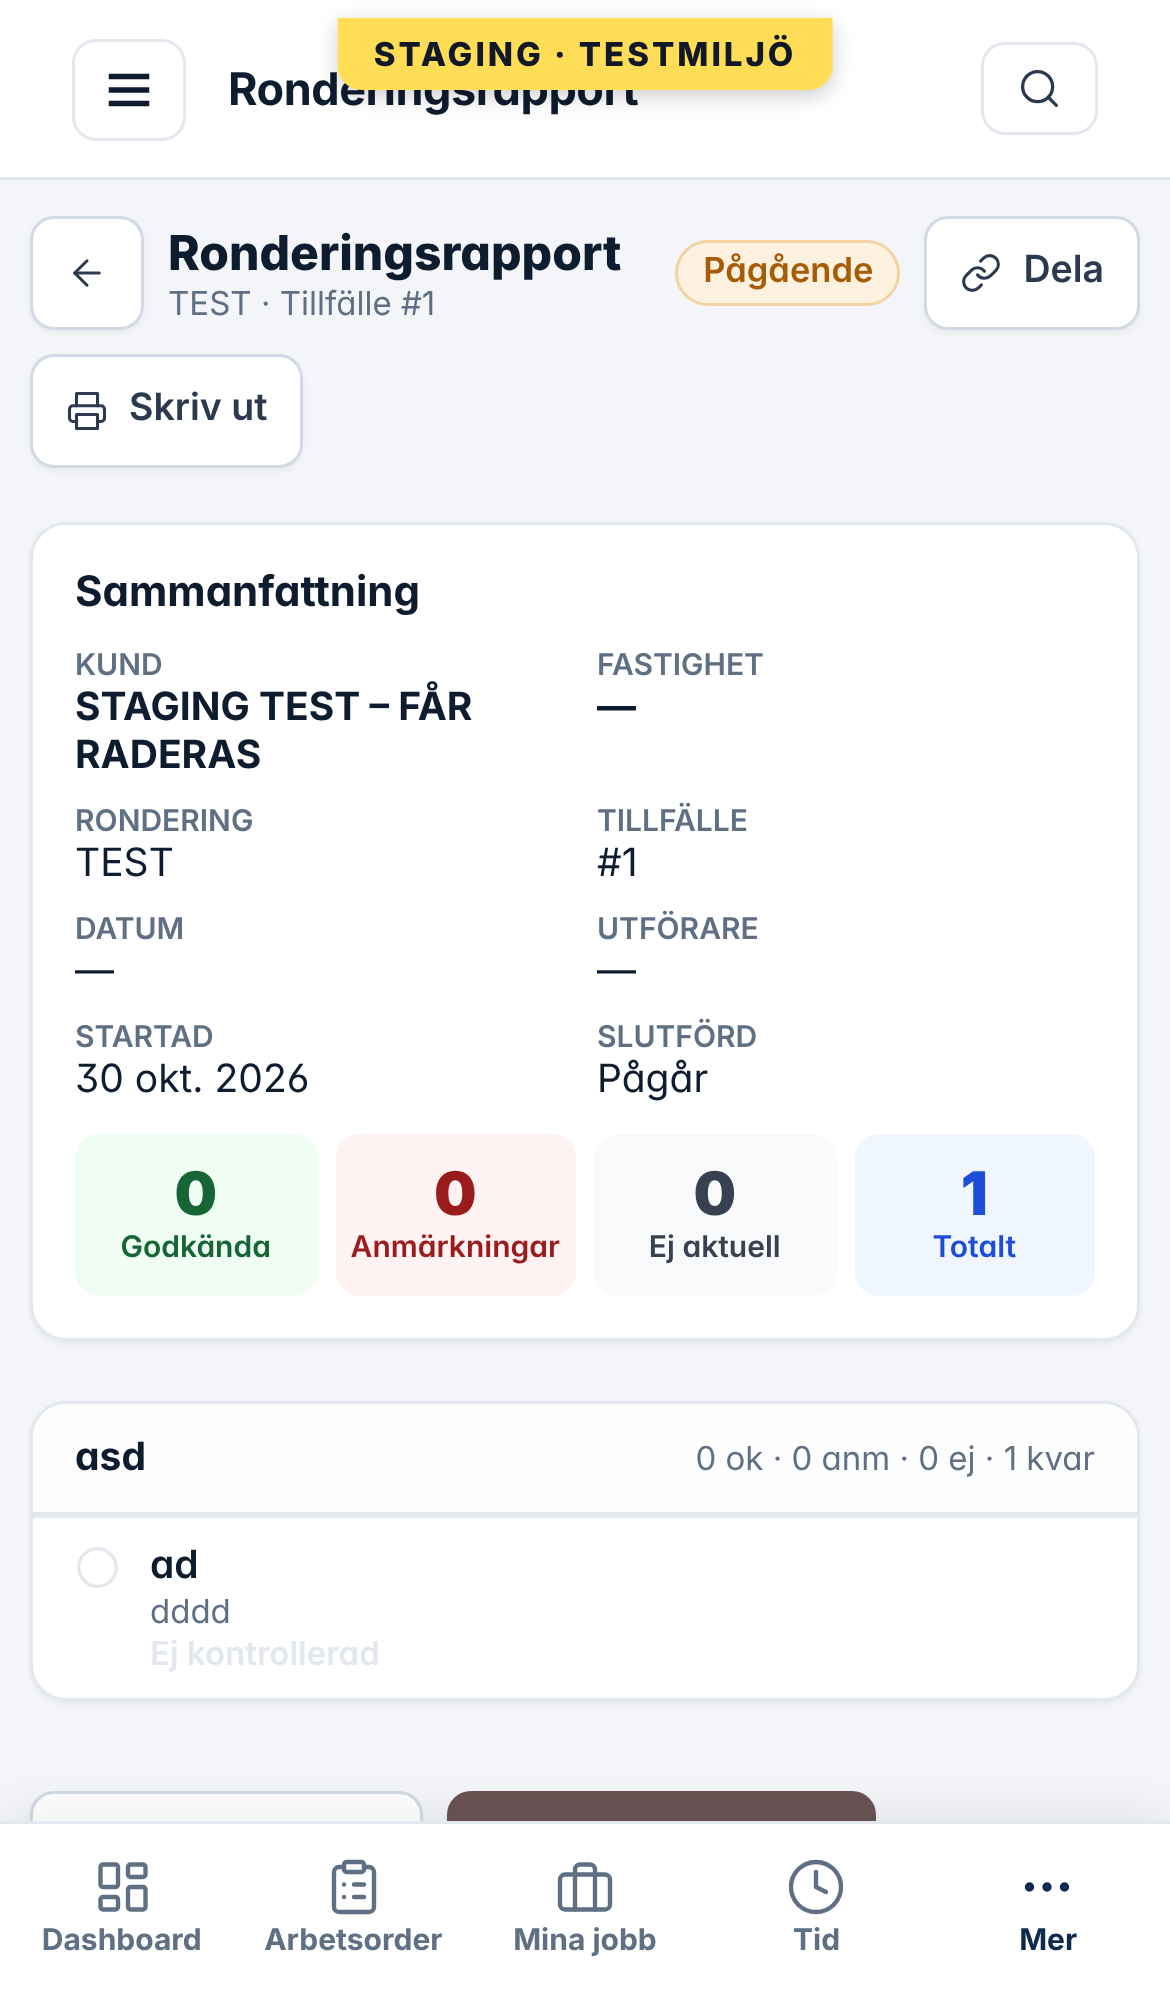 STAGING · TESTMILJÖ
Ronderingsrapport
Ronderingsrapport
TEST · Tillfälle #1
Pågående
Dela
Skriv ut
Sammanfattning
KUND
STAGING TEST – FÅR
RADERAS
FASTIGHET
—
RONDERING
TEST
TILLFÄLLE
#1
DATUM
—
UTFÖRARE
—
STARTAD
30 okt. 2026
SLUTFÖRD
Pågår
0
Godkända
0
Anmärkningar
0
Ej aktuell
1
Totalt
asd
0 ok · 0 anm · 0 ej · 1 kvar
ad
dddd
Ej kontrollerad
Dashboard
Arbetsorder
Mina jobb
Tid
Mer